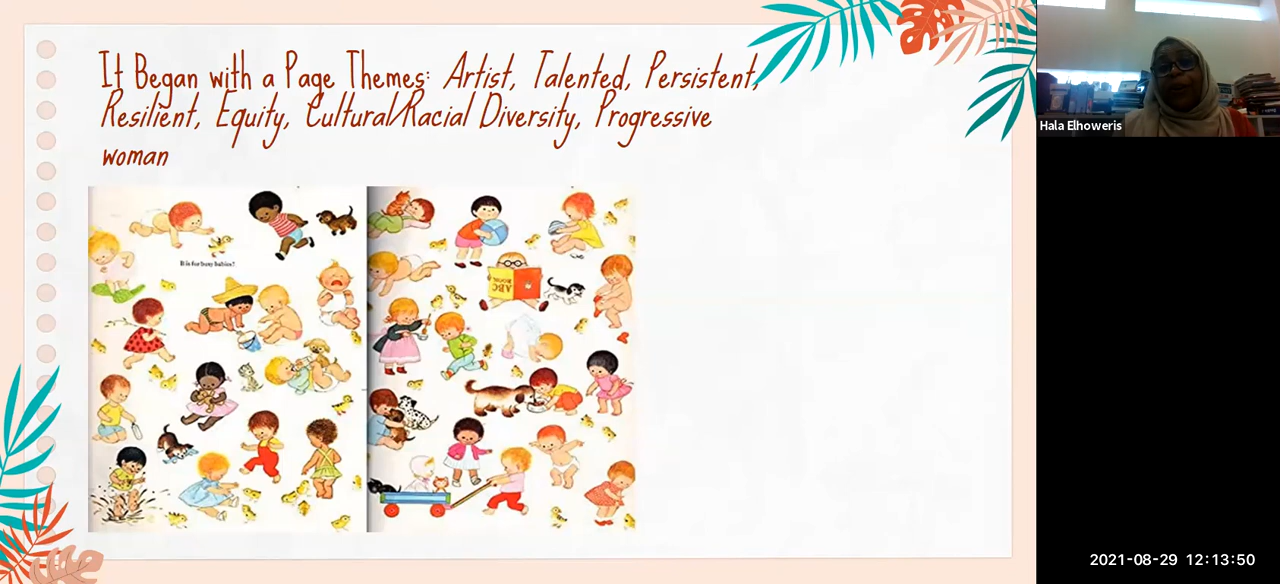 It Began with a Page Themes: Artist, Talented, Persistent,
Resilient, Equity, Cultural/Racial Diversity, Progressive
woman
B is for busy babies!
ABC
BOOK
Hala Elhoweris
2021-08-29 12:13:50